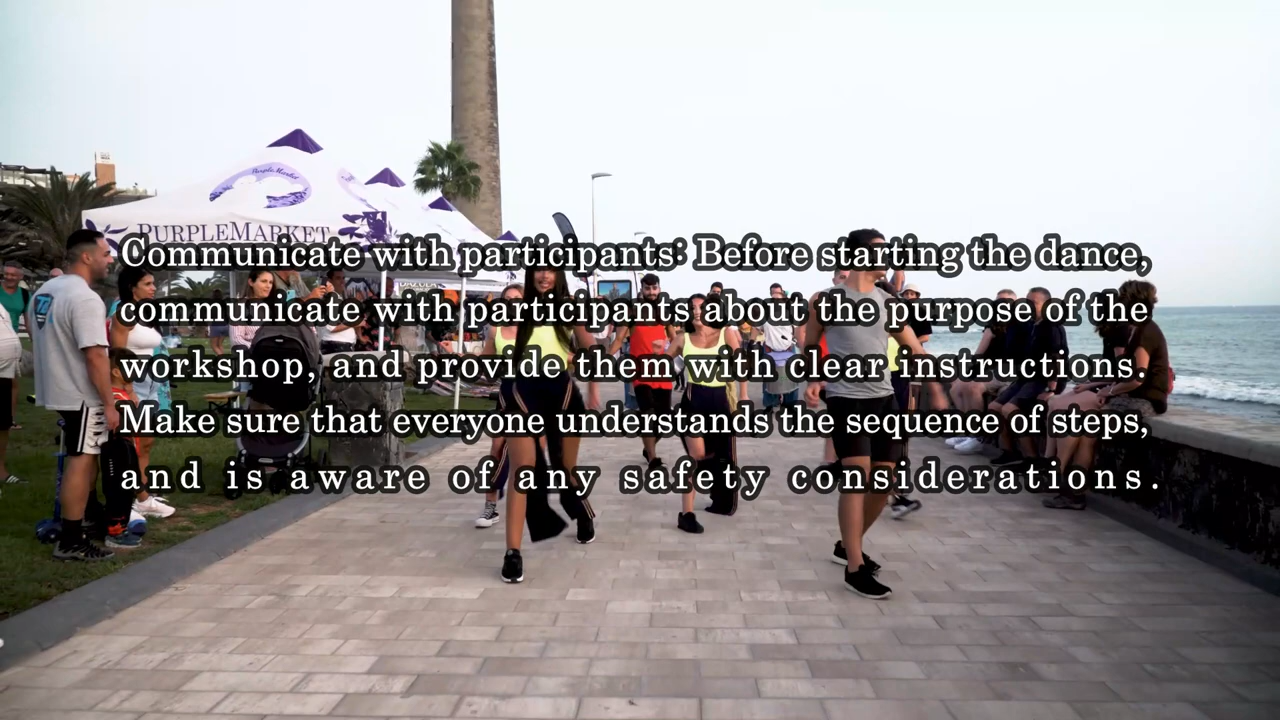 Purple Market
PURPLEMARKET
Communicate with participants: Before starting the dance,
communicate with participants about the purpose of the
workshop, and provide them with clear instructions.
Make sure that everyone understands the sequence of steps,
and is aware of any safety considerations.